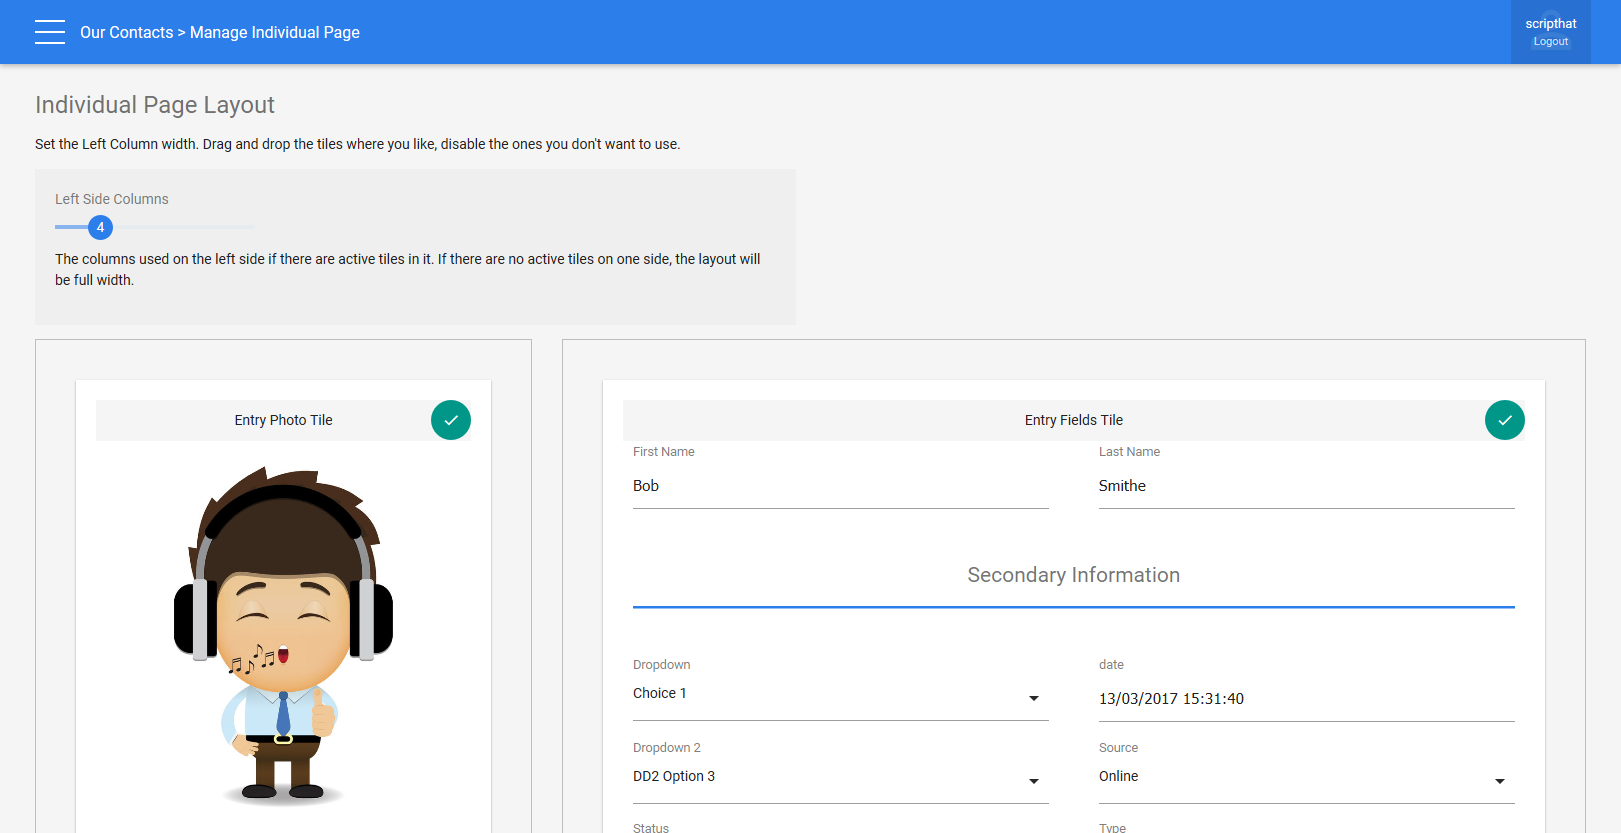 Our Contacts > Manage Individual Page
scripthat
Logout
Individual Page Layout
Set the Left Column width. Drag and drop the tiles where you like, disable the ones you don't want to use.
Left Side Columns
4
The columns used on the left side if there are active tiles in it. If there are no active tiles on one side, the layout will
be full width.
Entry Photo Tile
Entry Fields Tile
First Name
Last Name
Bob
Smithe
Secondary Information
Dropdown
date
Choice 1
13/03/2017 15:31:40
Dropdown 2
Source
DD2 Option 3
Online
Status
Type